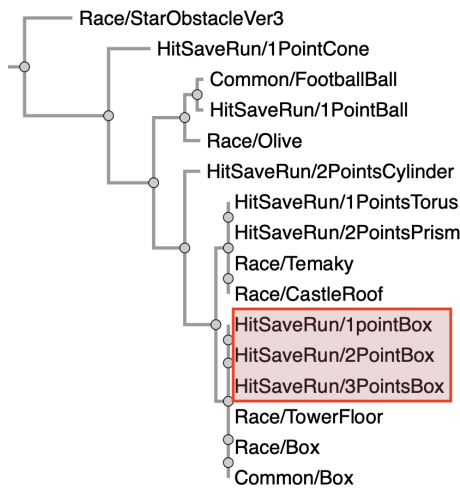 Race/StarObstacleVer3
HitSaveRun/1PointCone
Common/FootballBall
HitSaveRun/1PointBall
Race/Olive
HitSaveRun/2PointsCylinder
HitSaveRun/1PointsTorus
HitSaveRun/2PointsPrism
Race/Temaky
Race/CastleRoof
HitSaveRun/1pointBox
HitSaveRun/2PointBox
HitSaveRun/3PointsBox
Race/TowerFloor
Race/Box
Common/Box